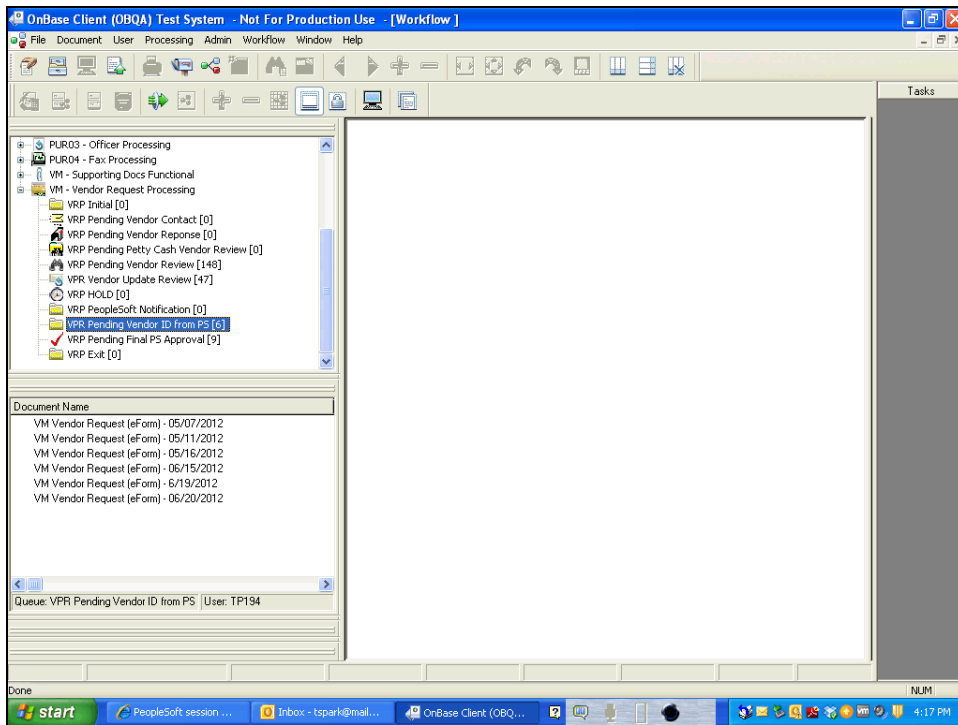 OnBase Client (OBQA) Test System - Not For Production Use - [Workflow ]
File Document User Processing Admin Workflow Window Help
Tasks
PUR03 - Officer Processing
PUR04 - Fax Processing
VM - Supporting Docs Functional
VM - Vendor Request Processing
VRP Initial [0]
VRP Pending Vendor Contact [0]
VRP Pending Vendor Reponse [0]
VRP Pending Petty Cash Vendor Review [0]
VRP Pending Vendor Review [148]
VPR Vendor Update Review [47]
VRP HOLD [0]
VRP PeopleSoft Notification [0]
VPR Pending Vendor ID from PS [6]
VRP Pending Final PS Approval [9]
VRP Exit [0]
Document Name
VM Vendor Request (eForm) - 05/07/2012
VM Vendor Request (eForm) - 05/11/2012
VM Vendor Request (eForm) - 05/16/2012
VM Vendor Request (eForm) - 06/15/2012
VM Vendor Request (eForm) - 6/19/2012
VM Vendor Request (eForm) - 06/20/2012
Queue: VPR Pending Vendor ID from PS User: TP194
Done NUM
start PeopleSoft session ... Inbox - tspark@mail... OnBase Client (OBQ... 4:17 PM